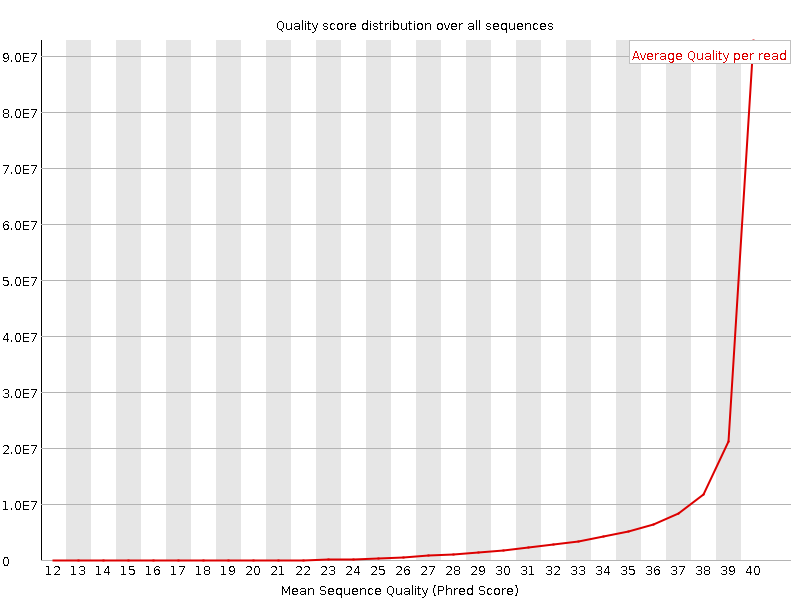 Quality score distribution over all sequences
Average Quality per read
9.0E7
8.0E7
7.0E7
6.0E7
5.0E7
4.0E7
3.0E7
2.0E7
1.0E7
0
12 13 14 15 16 17 18 19 20 21 22 23 24 25 26 27 28 29 30 31 32 33 34 35 36 37 38 39 40
Mean Sequence Quality (Phred Score)